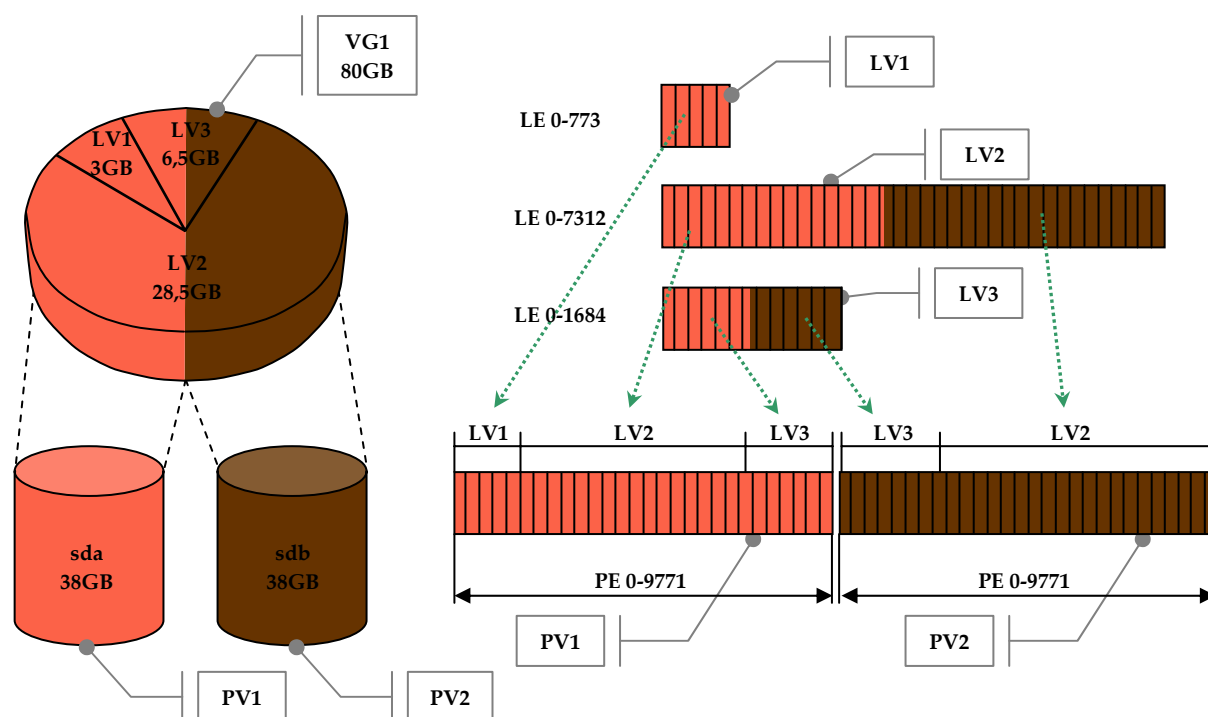 VG1
80GB
LV1
3GB
LV3
6,5GB
LV2
28,5GB
sda
38GB
sdb
38GB
PV1
PV2
LV1
LE 0-773
LV2
LE 0-7312
LV3
LE 0-1684
LV1
LV2
LV3
LV3
LV2
PE 0-9771
PE 0-9771
PV1
PV2